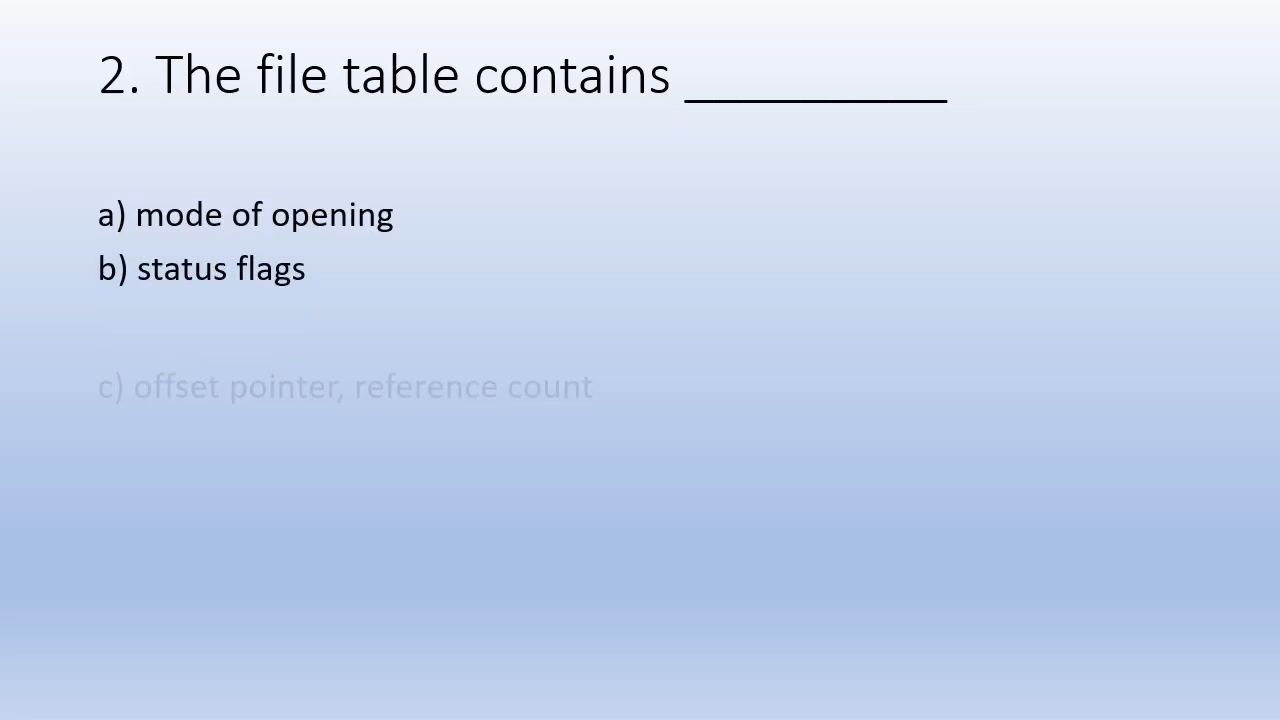 2. The file table contains __________
a) mode of opening
b) status flags
c) offset pointer, reference count